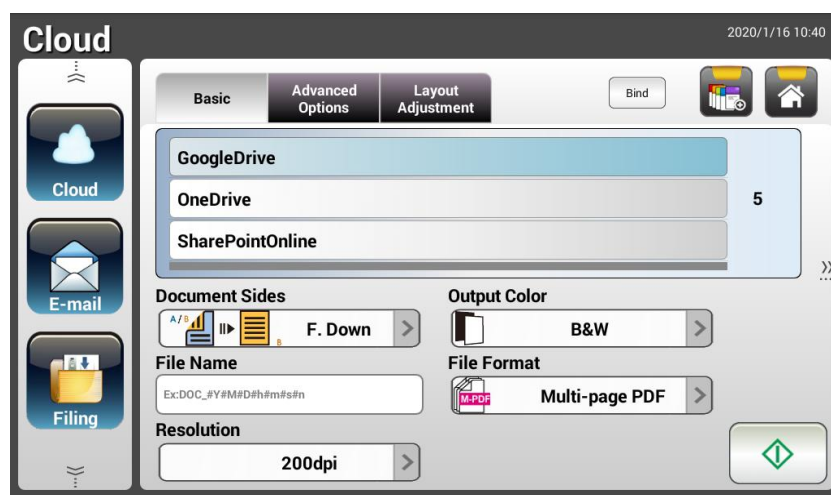 Cloud
2020/1/16 10:40
Basic
Advanced
Options
Layout
Adjustment
Bind
Cloud
GoogleDrive
OneDrive
5
SharePointOnline
E-mail
Document Sides
A/B
B
F. Down
Output Color
B&W
File Name
Ex:DOC_#Y#M#D#h#m#s#n
File Format
M-PDF
Multi-page PDF
Filing
Resolution
200dpi